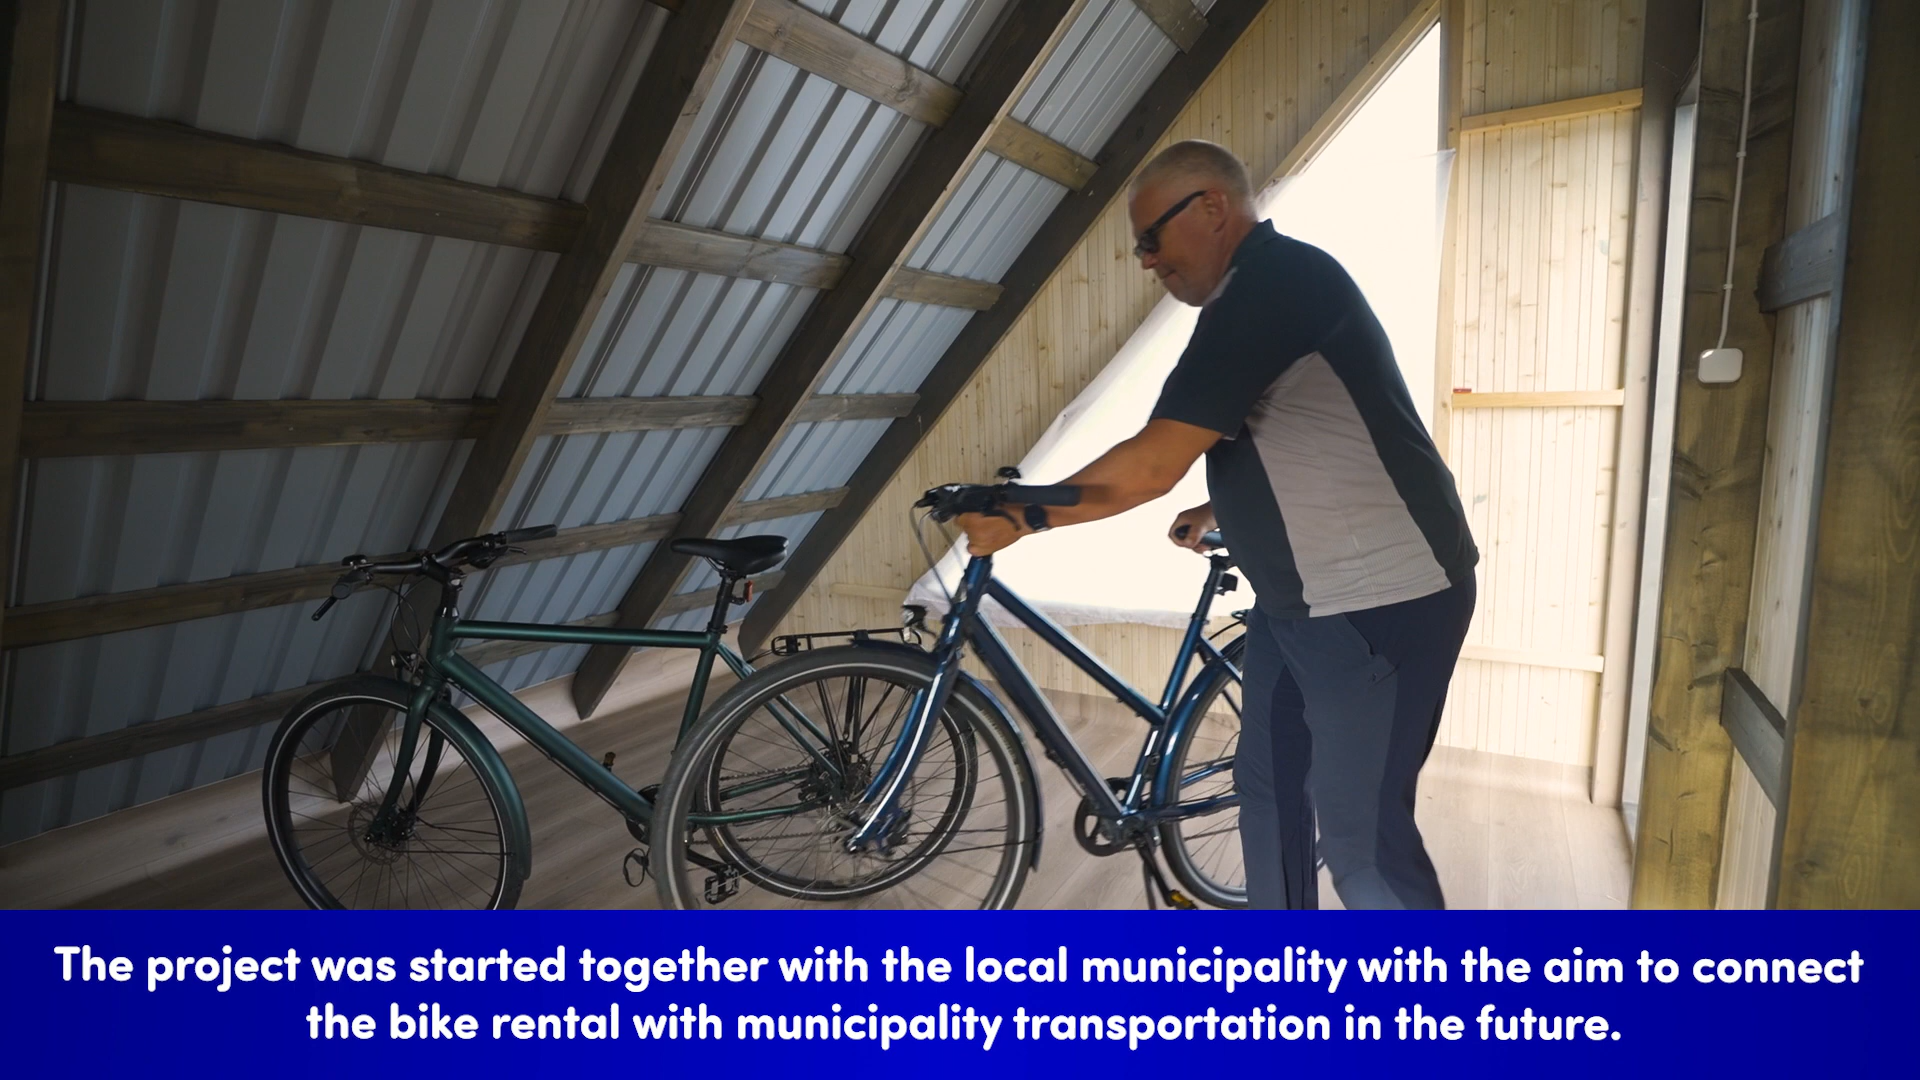 The project was started together with the local municipality with the aim to connect
the bike rental with municipality transportation in the future.